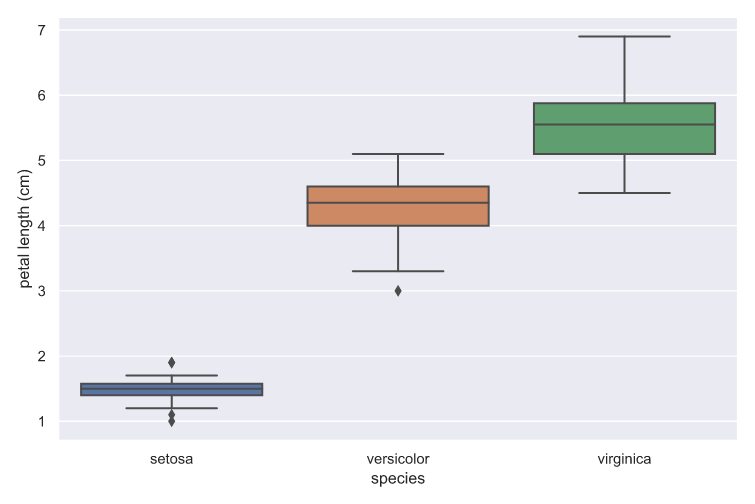 7
6
5
4
3
2
1
petal length (cm)
setosa versicolor virginica
species